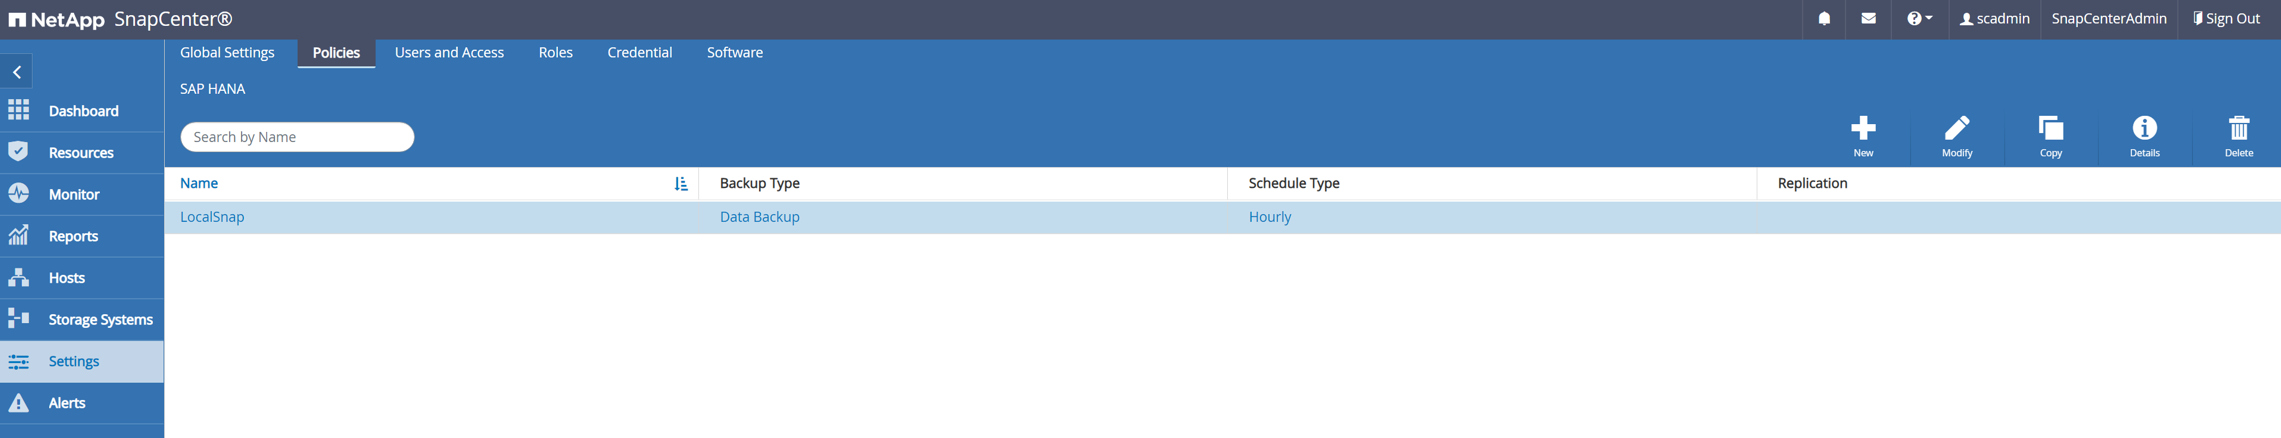 NetApp SnapCenter®
scadmin
SnapCenterAdmin
Sign Out
Global Settings
Policies
Users and Access
Roles
Credential
Software
SAP HANA
Search by Name
New
Modify
Copy
Details
Delete
Dashboard
Resources
Monitor
Reports
Hosts
Storage Systems
Settings
Alerts
Name
Backup Type
Schedule Type
Replication
LocalSnap
Data Backup
Hourly